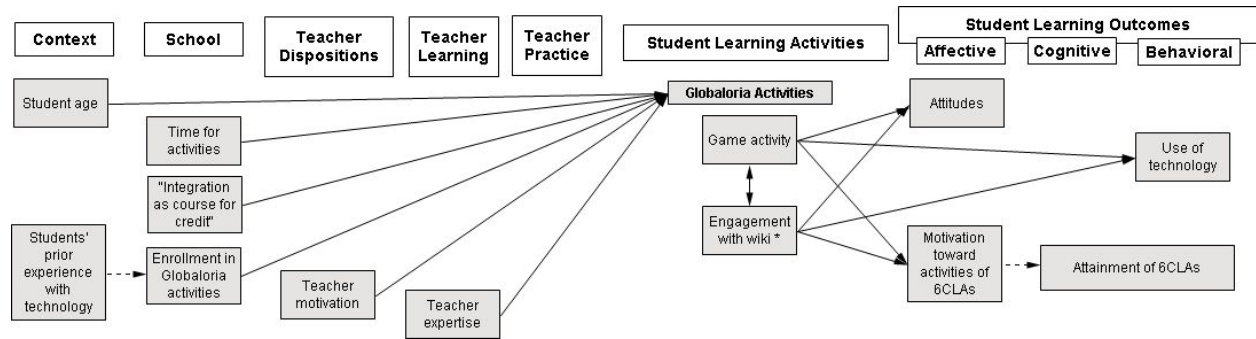 Context
School
Teacher
Dispositions
Teacher
Learning
Teacher
Practice
Student Learning Activities
Student Learning Outcomes
Affective
Cognitive
Behavioral
Student age
Time for
activities
"Integration
as course for
credit"
Students'
prior
experience
with
technology
Enrollment in
Globaloria
activities
Teacher
motivation
Teacher
expertise
Globaloria Activities
Game activity
Engagement
with wiki *
Attitudes
Use of
technology
Motivation
toward
activities of
6CLAs
Attainment of 6CLAs